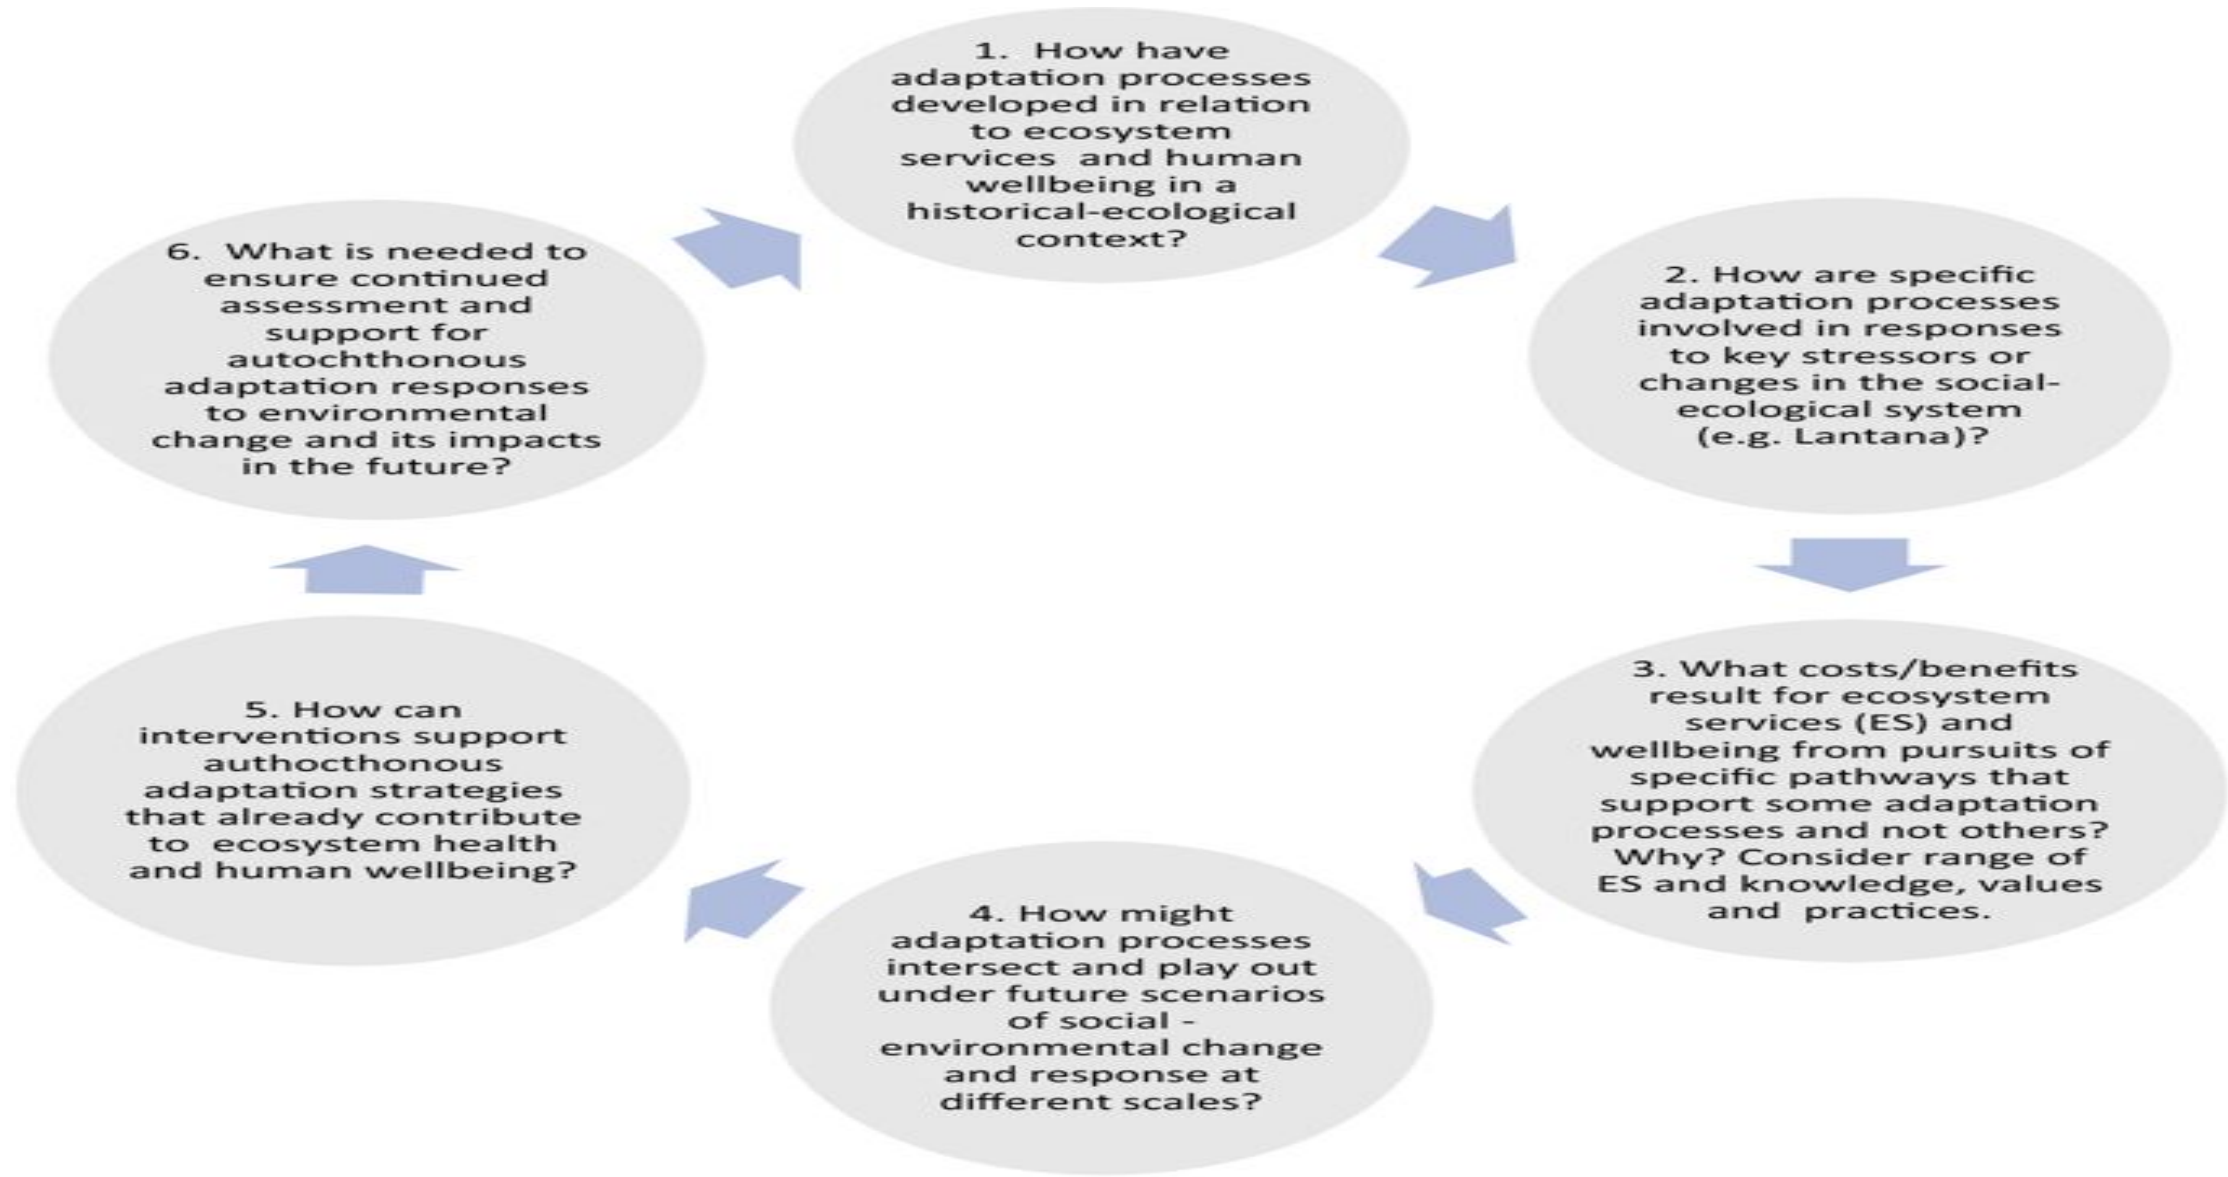 1. How have
adaptation processes
developed in relation
to ecosystem
services and human
wellbeing in a
historical-ecological
context?
2. How are specific
adaptation processes
involved in responses
to key stressors or
changes in the social-
ecological system
(e.g. Lantana)?
3. What costs/benefits
result for ecosystem
services (ES) and
wellbeing from pursuits of
specific pathways that
support some adaptation
processes and not others?
Why? Consider range of
ES and knowledge, values
and practices.
4. How might
adaptation processes
intersect and play out
under future scenarios
of social -
environmental change
and response at
different scales?
5. How can
interventions support
authocthonous
adaptation strategies
that already contribute
to ecosystem health
and human wellbeing?
6. What is needed to
ensure continued
assessment and
support for
autochthonous
adaptation responses
to environmental
change and its impacts
in the future?